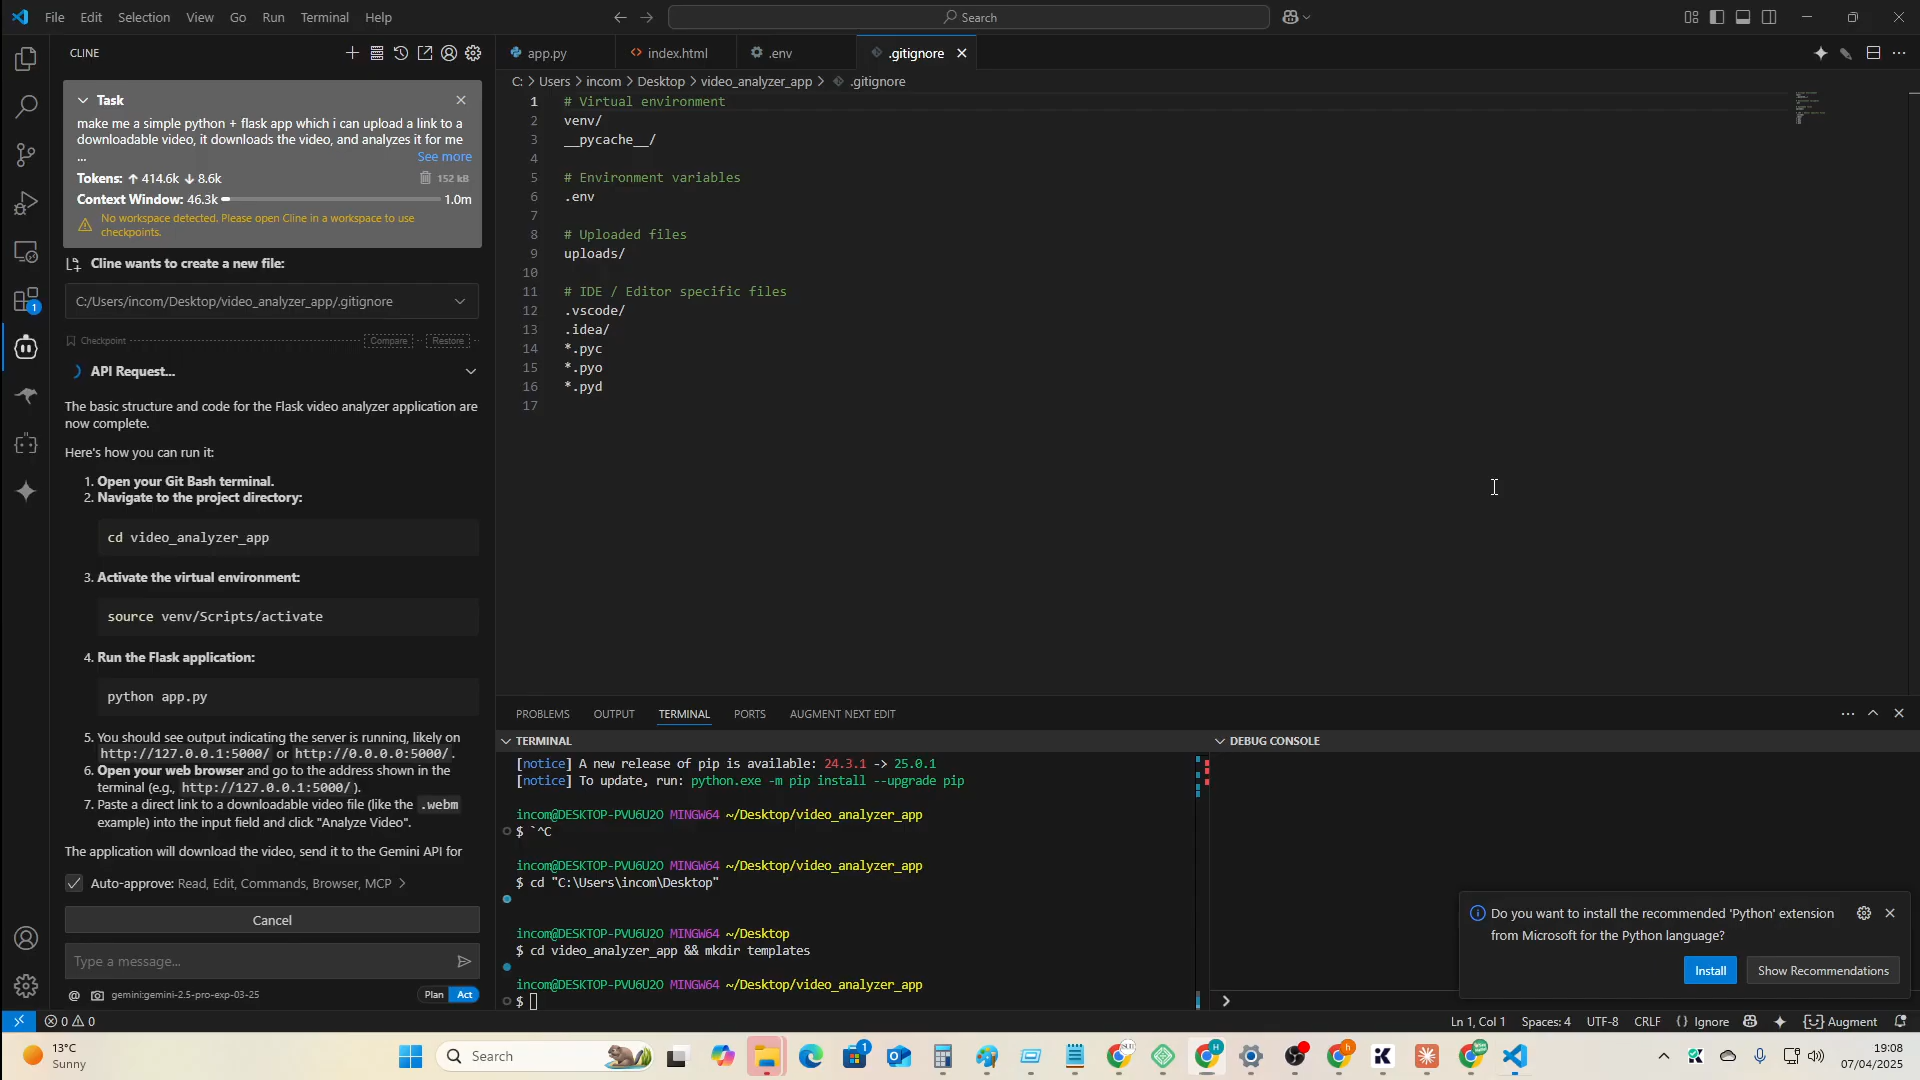 File Edit Selection View Go Run Terminal Help
Search
CLINE
Task
make me a simple python + flask app which i can upload a link to a
downloadable video, it downloads the video, and analyzes it for me
...
See more
Tokens: ↑ 414.6k ↓ 8.6k 152 kB
Context Window: 46.3k 1.0m
No workspace detected. Please open Cline in a workspace to use
checkpoints.
Cline wants to create a new file:
C:/Users/incom/Desktop/video_analyzer_app/.gitignore
Checkpoint Compare Restore
API Request...
The basic structure and code for the Flask video analyzer application are
now complete.
Here's how you can run it:
1. Open your Git Bash terminal.
2. Navigate to the project directory:
cd video_analyzer_app
3. Activate the virtual environment:
source venv/Scripts/activate
4. Run the Flask application:
python app.py
5. You should see output indicating the server is running, likely on
http://127.0.0.1:5000/ or http://0.0.0.0:5000/.
6. Open your web browser and go to the address shown in the
terminal (e.g., http://127.0.0.1:5000/).
7. Paste a direct link to a downloadable video file (like the .webm
example) into the input field and click "Analyze Video".
The application will download the video, send it to the Gemini API for
Auto-approve: Read, Edit, Commands, Browser, MCP
Cancel
Type a message...
@ gemini:gemini-2.5-pro-exp-03-25 Plan Act
1
app.py index.html .env .gitignore
C: > Users > incom > Desktop > video_analyzer_app > .gitignore
1 # Virtual environment
2 venv/
3 __pycache__/
4
5 # Environment variables
6 .env
7
8 # Uploaded files
9 uploads/
10
11 # IDE / Editor specific files
12 .vscode/
13 .idea/
14 *.pyc
15 *.pyo
16 *.pyd
17
PROBLEMS OUTPUT TERMINAL PORTS AUGMENT NEXT EDIT
TERMINAL
[notice] A new release of pip is available: 24.3.1 -> 25.0.1
[notice] To update, run: python.exe -m pip install --upgrade pip
incom@DESKTOP-PVU6U2O MINGW64 ~/Desktop/video_analyzer_app
$ `^C
incom@DESKTOP-PVU6U2O MINGW64 ~/Desktop/video_analyzer_app
$ cd "C:\Users\incom\Desktop"
incom@DESKTOP-PVU6U2O MINGW64 ~/Desktop
$ cd video_analyzer_app && mkdir templates
incom@DESKTOP-PVU6U2O MINGW64 ~/Desktop/video_analyzer_app
$
DEBUG CONSOLE
Do you want to install the recommended 'Python' extension
from Microsoft for the Python language?
Install Show Recommendations
0 0 Ln 1, Col 1 Spaces: 4 UTF-8 CRLF { } Ignore Augment
13°C
Sunny
Search
1
19:08
07/04/2025